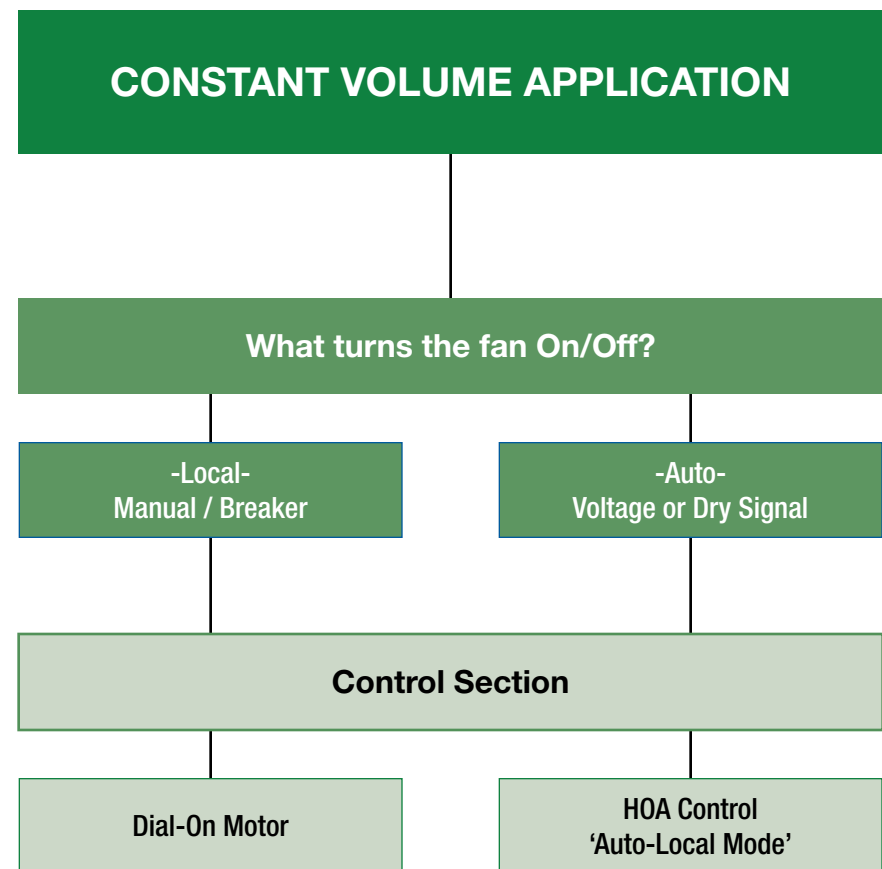 CONSTANT VOLUME APPLICATION
What turns the fan On/Off?
-Local-
Manual / Breaker
-Auto-
Voltage or Dry Signal
Control Section
Dial-On Motor
HOA Control
'Auto-Local Mode'